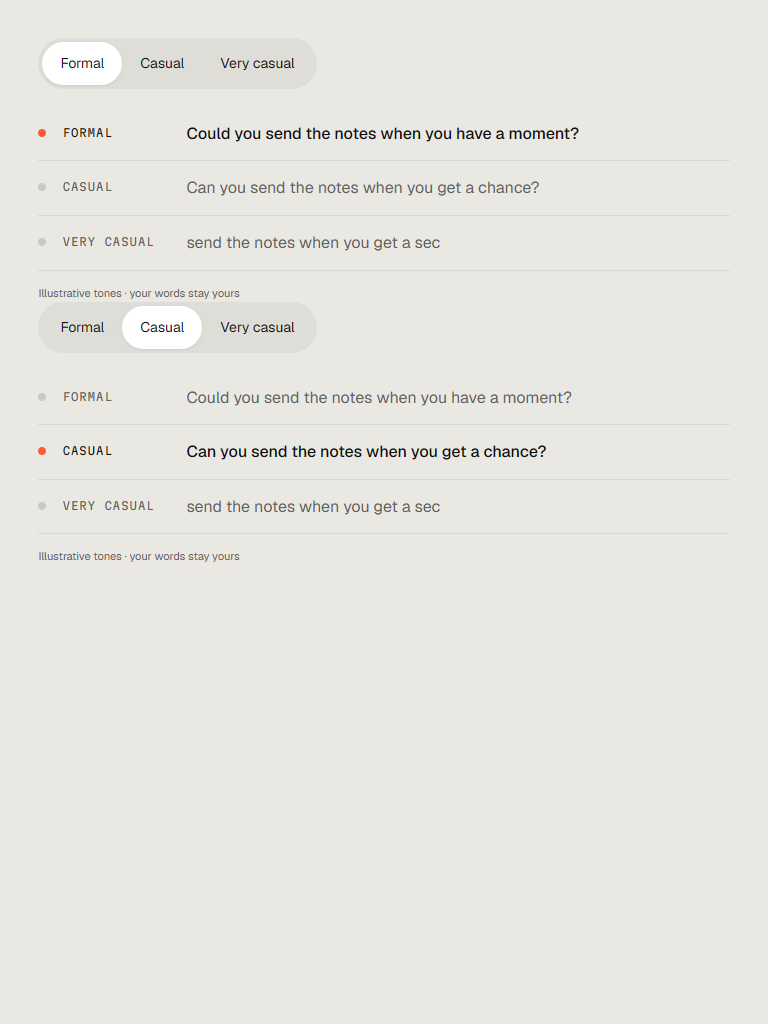 Formal Casual Very casual
FORMAL Could you send the notes when you have a moment?
CASUAL Can you send the notes when you get a chance?
VERY CASUAL send the notes when you get a sec
Illustrative tones · your words stay yours
Formal Casual Very casual
FORMAL Could you send the notes when you have a moment?
CASUAL Can you send the notes when you get a chance?
VERY CASUAL send the notes when you get a sec
Illustrative tones · your words stay yours